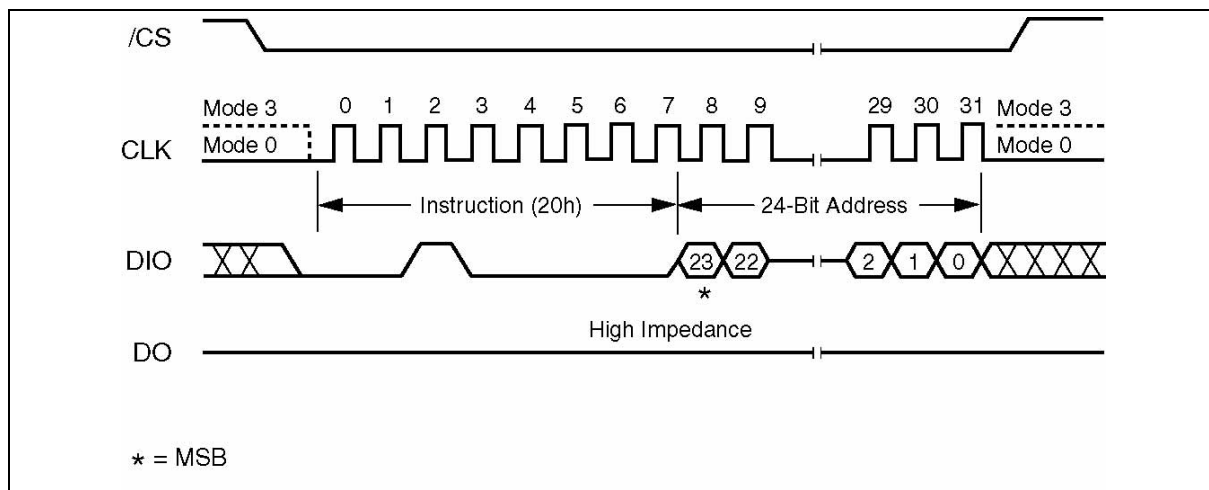 /CS
0 1 2 3 4 5 6 7 8 9 29 30 31
Mode 3 Mode 3
CLK Mode 0 Mode 0
Instruction (20h) 24-Bit Address
DIO 23 22 2 1 0
*
High Impedance
DO
* = MSB